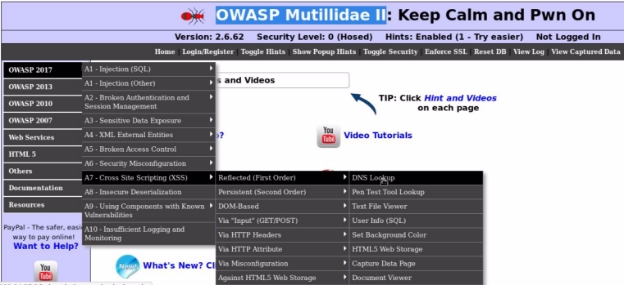 OWASP Mutillidae II: Keep Calm and Pwn On
Version: 2.6.62 Security Level: 0 (Hosed) Hints: Enabled (1 - Try easier) Not Logged In
Home Login/Register Toggle Hints Show Popup Hints Toggle Security Enforce SSL Reset DB View Log View Captured Data
OWASP 2017
OWASP 2013
OWASP 2010
OWASP 2007
Web Services
HTML 5
Others
Documentation
Resources
A1 - Injection (SQL)
A1 - Injection (Other)
A2 - Broken Authentication and
Session Management
A3 - Sensitive Data Exposure
A4 - XML External Entities
A5 - Broken Access Control
A6 - Security Misconfiguration
A7 - Cross Site Scripting (XSS)
A8 - Insecure Deserialization
A9 - Using Components with Known
Vulnerabilities
A10 - Insufficient Logging and
Monitoring
Reflected (First Order)
Persistent (Second Order)
DOM-Based
Via "Input" (GET/POST)
Via HTTP Headers
Via HTTP Attribute
Via Misconfiguration
Against HTML5 Web Storage
DNS Lookup
Pen Test Tool Lookup
Text File Viewer
User Info (SQL)
Set Background Color
HTML5 Web Storage
Capture Data Page
Document Viewer
s and Videos
TIP: Click Hint and Videos
on each page
?
You
Tube
Video Tutorials
PayPal - The safer, easi
way to pay online!
Want to Help?
You
Tube
What's New? Cl